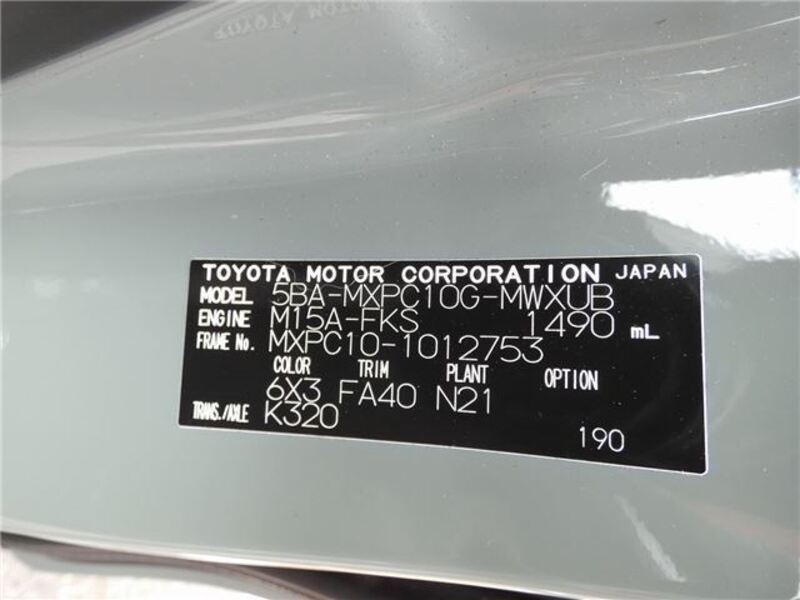 TOYOTA MOTOR CORPORATION JAPAN
MODEL 5BA-MXPC10G-MWXUB
ENGINE M15A-FKS 1490 mL
FRAME No. MXPC10-1012753
COLOR TRIM PLANT OPTION
6X3 FA40 N21
TRANS./AXLE K320
190